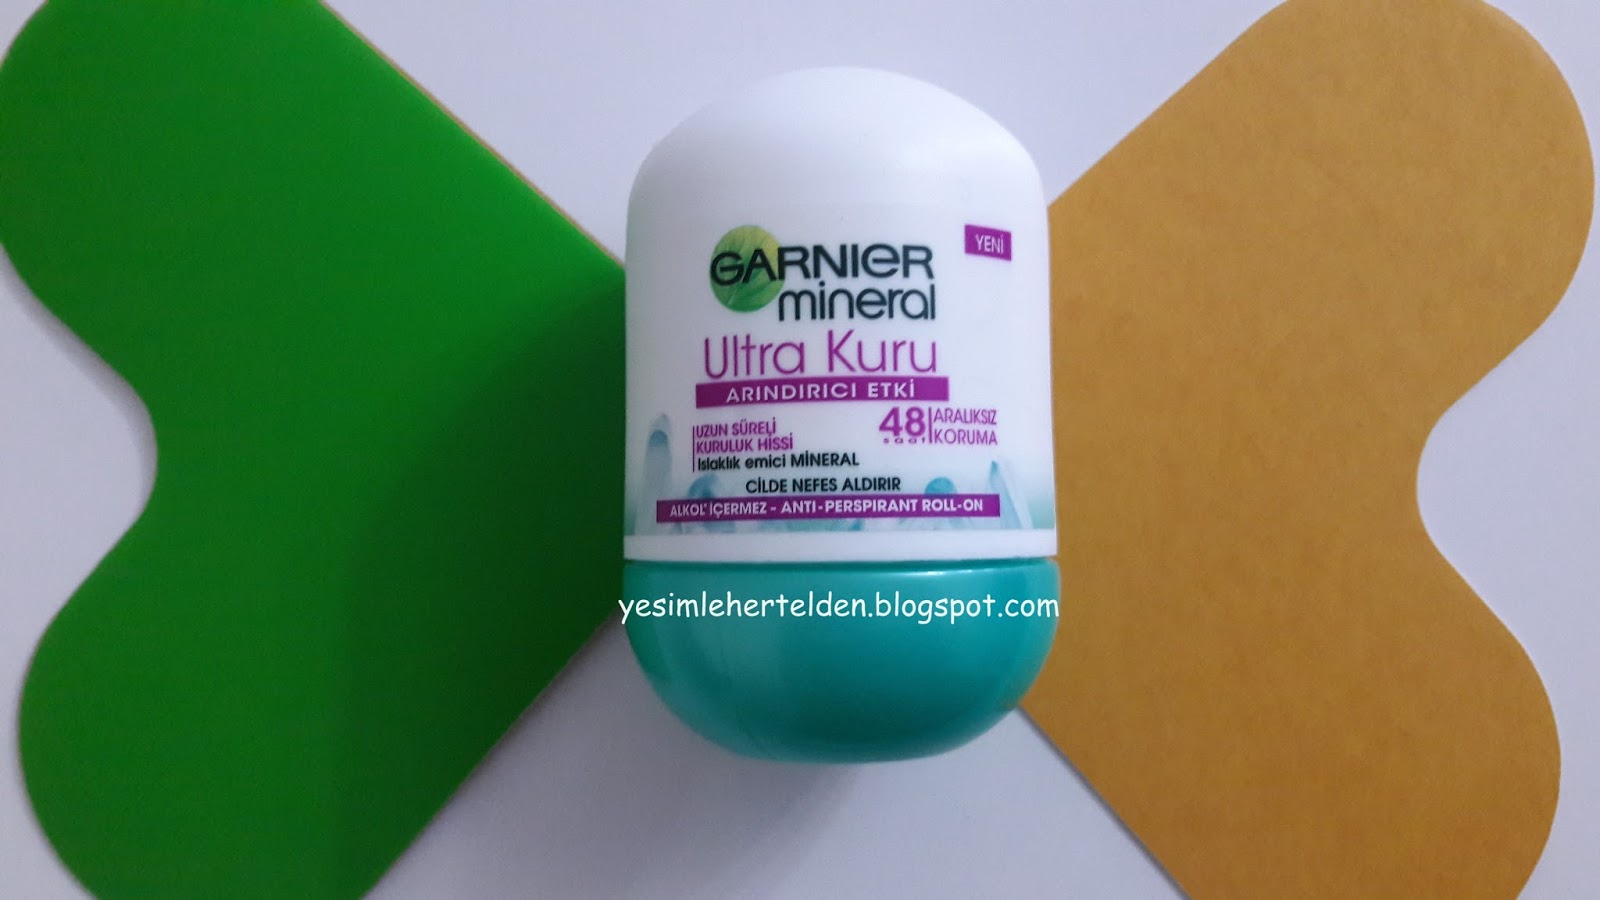 YENİ
GARNIER
mineral
Ultra Kuru
ARINDIRICI ETKİ
UZUN SÜRELİ
KURULUK HİSSİ
Islaklık emici MİNERAL
48 saat
ARALIKSIZ
KORUMA
CİLDE NEFES ALDIRIR
ALKOL' İÇERMEZ - ANTI-PERSPIRANT ROLL-ON
yesimlehertelden.blogspot.com